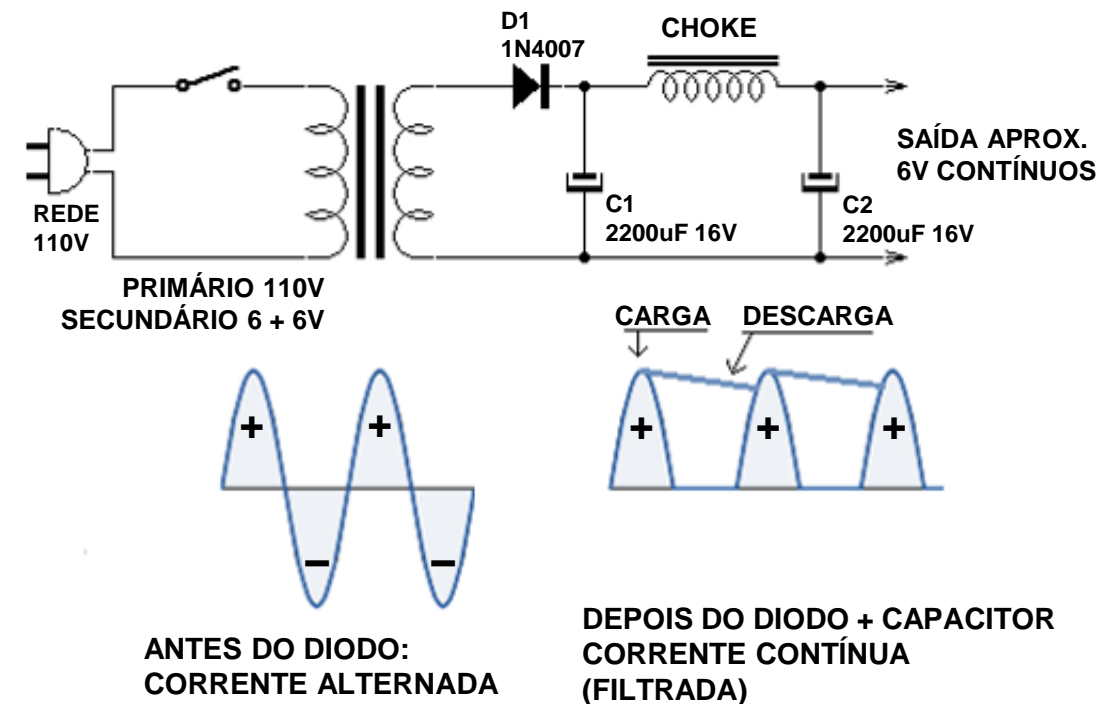 D1
1N4007
CHOKE
REDE
110V
C1
2200uF 16V
SAÍDA APROX.
6V CONTÍNUOS
C2
2200uF 16V
PRIMÁRIO 110V
SECUNDÁRIO 6 + 6V
CARGA
DESCARGA
+
+
−
−
+
+
+
ANTES DO DIODO:
CORRENTE ALTERNADA
DEPOIS DO DIODO + CAPACITOR
CORRENTE CONTÍNUA
(FILTRADA)